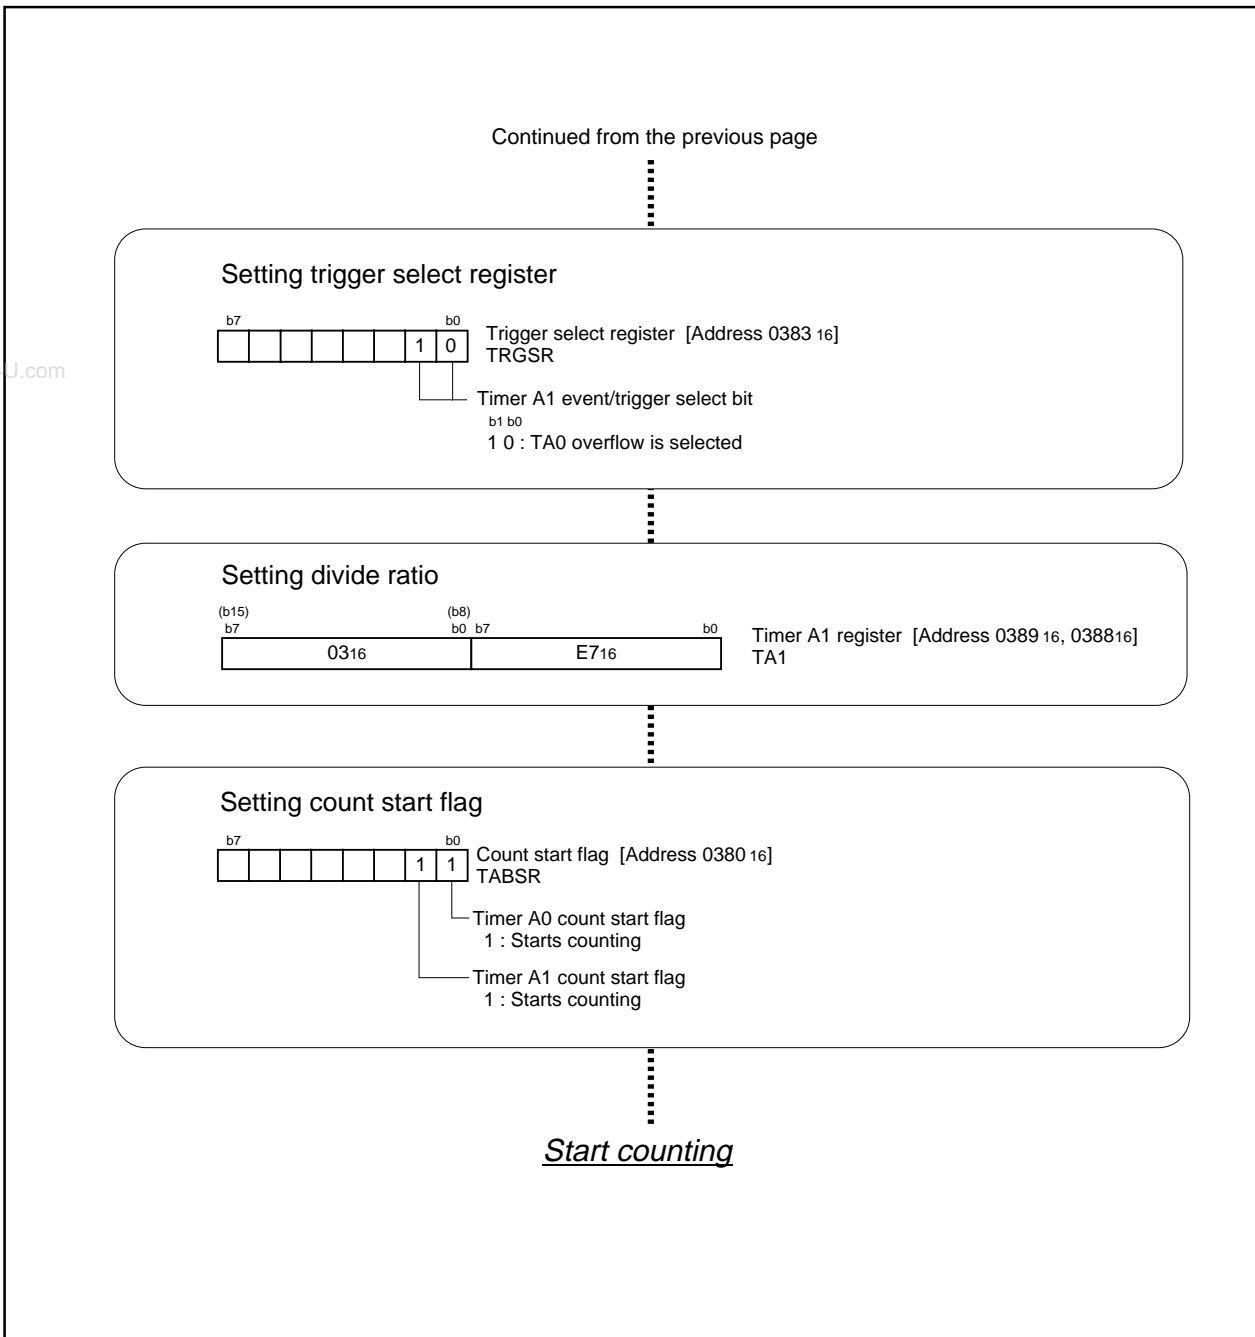 Continued from the previous page
Setting trigger select register
b7 b0
1 0
Trigger select register [Address 0383 16]
TRGSR
U.com
Timer A1 event/trigger select bit
b1 b0
1 0 : TA0 overflow is selected
Setting divide ratio
(b15) (b8)
b7 b0 b7 b0
0316 E716
Timer A1 register [Address 0389 16, 038816]
TA1
Setting count start flag
b7 b0
1 1
Count start flag [Address 0380 16]
TABSR
Timer A0 count start flag
1 : Starts counting
Timer A1 count start flag
1 : Starts counting
Start counting